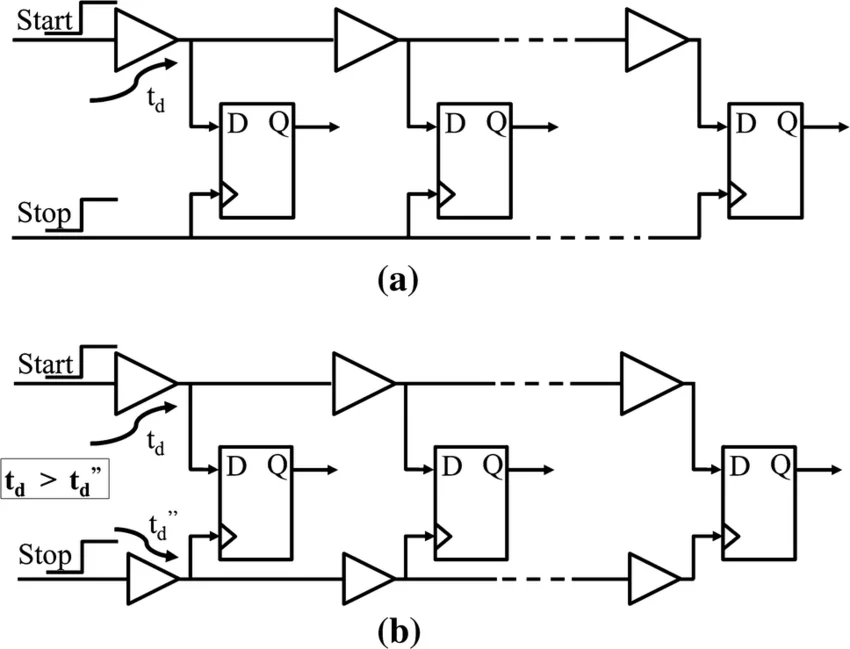 Start
t_d
D Q D Q D Q
Stop
(a)
Start
t_d
D Q D Q D Q
t_d > t_d”
t_d”
Stop
(b)